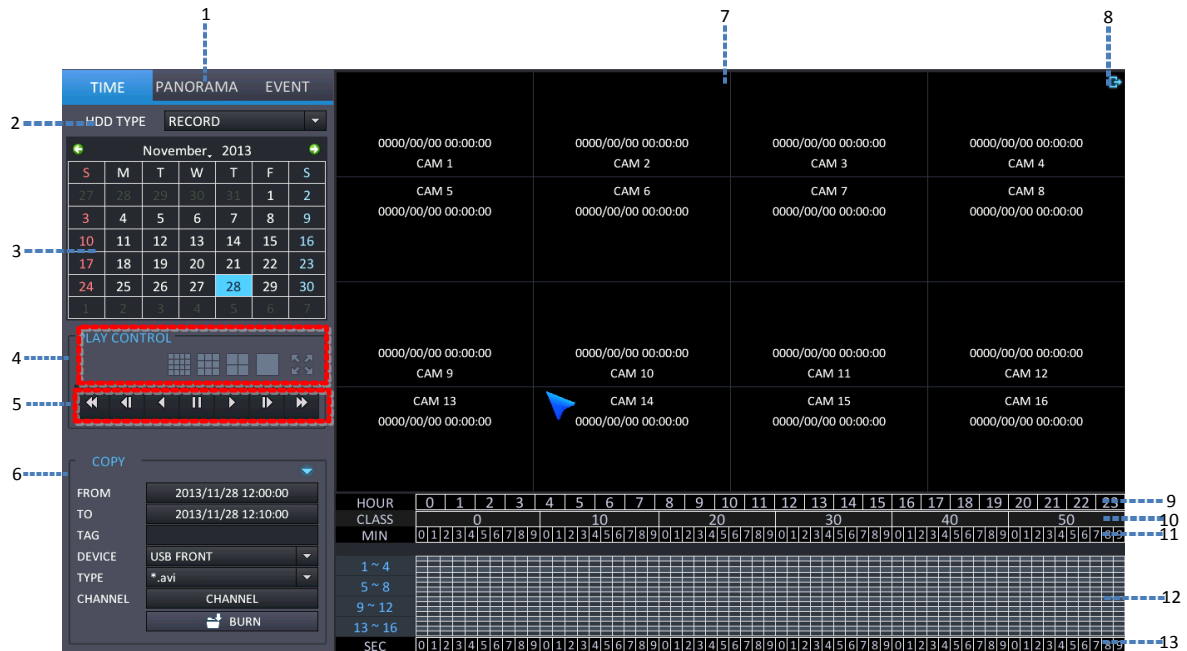 1
7
8
TIME PANORAMA EVENT
2
HDD TYPE RECORD
November 2013
S M T W T F S
27 28 29 30 31 1 2
3 4 5 6 7 8 9
3
10 11 12 13 14 15 16
17 18 19 20 21 22 23
24 25 26 27 28 29 30
1 2 3 4 5 6 7
4
PLAY CONTROL
5
6
COPY
FROM 2013/11/28 12:00:00
TO 2013/11/28 12:10:00
TAG
DEVICE USB FRONT
TYPE *.avi
CHANNEL CHANNEL
BURN
0000/00/00 00:00:00 0000/00/00 00:00:00 0000/00/00 00:00:00 0000/00/00 00:00:00
CAM 1 CAM 2 CAM 3 CAM 4
CAM 5 CAM 6 CAM 7 CAM 8
0000/00/00 00:00:00 0000/00/00 00:00:00 0000/00/00 00:00:00 0000/00/00 00:00:00
0000/00/00 00:00:00 0000/00/00 00:00:00 0000/00/00 00:00:00 0000/00/00 00:00:00
CAM 9 CAM 10 CAM 11 CAM 12
CAM 13 CAM 14 CAM 15 CAM 16
0000/00/00 00:00:00 0000/00/00 00:00:00 0000/00/00 00:00:00 0000/00/00 00:00:00
HOUR 0 1 2 3 4 5 6 7 8 9 10 11 12 13 14 15 16 17 18 19 20 21 22 23
9
CLASS 0 10 20 30 40 50
10
MIN 0 1 2 3 4 5 6 7 8 9 0 1 2 3 4 5 6 7 8 9 0 1 2 3 4 5 6 7 8 9 0 1 2 3 4 5 6 7 8 9 0 1 2 3 4 5 6 7 8 9 0 1 2 3 4 5 6 7 8 9
11
1 ~ 4
5 ~ 8
9 ~ 12
12
13 ~ 16
SEC 0 1 2 3 4 5 6 7 8 9 0 1 2 3 4 5 6 7 8 9 0 1 2 3 4 5 6 7 8 9 0 1 2 3 4 5 6 7 8 9 0 1 2 3 4 5 6 7 8 9 0 1 2 3 4 5 6 7 8 9
13